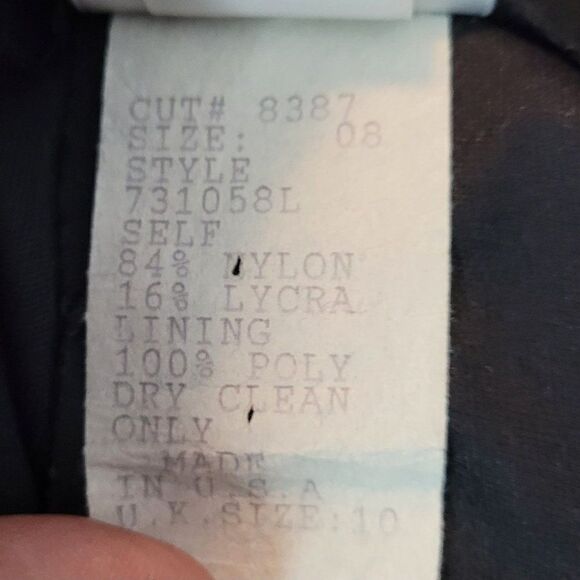 CUT# 8387
SIZE: 08
STYLE
731058L
SELF
84% NYLON
16% LYCRA
LINING
100% POLY
DRY CLEAN
ONLY
MADE
IN U.S.A
U.K.SIZE:10